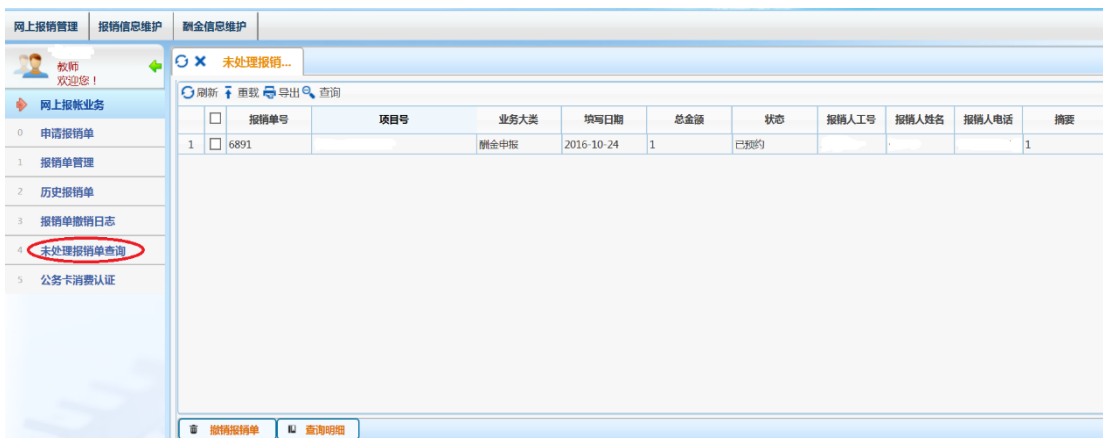 网上报销管理 报销信息维护 酬金信息维护
教师
欢迎您！
未处理报销...
刷新 重载 导出 查询
网上报帐业务
0 申请报销单
1 报销单管理
2 历史报销单
3 报销单撤销日志
4 未处理报销单查询
5 公务卡消费认证
报销单号 项目号 业务大类 填写日期 总金额 状态 报销人工号 报销人姓名 报销人电话 摘要
1 6891 酬金申报 2016-10-24 1 已预约 1
撤销报销单 查询明细